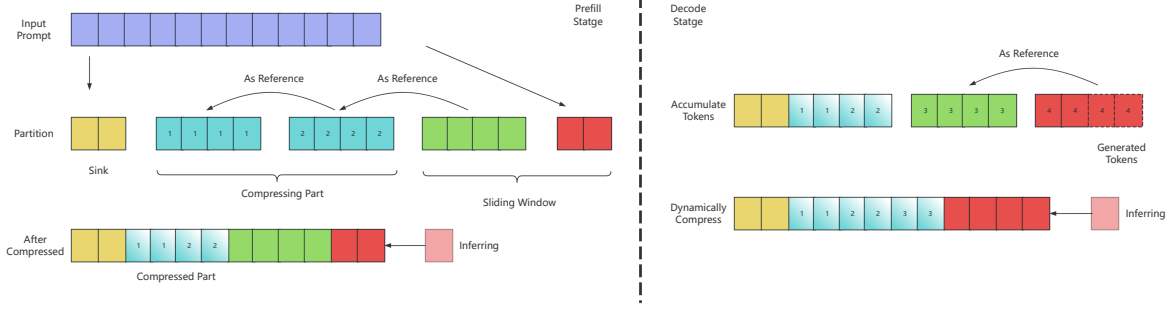 Input
Prompt
Prefill
Statge
As Reference
As Reference
Partition
1 1 1 1
2 2 2 2
Sink
Compressing Part
Sliding Window
After
Compressed
1 1 2 2
Inferring
Compressed Part
Decode
Statge
As Reference
Accumulate
Tokens
1 1 2 2
3 3 3 3
4 4 4 4
Generated
Tokens
Dynamically
Compress
1 1 2 2 3 3
Inferring